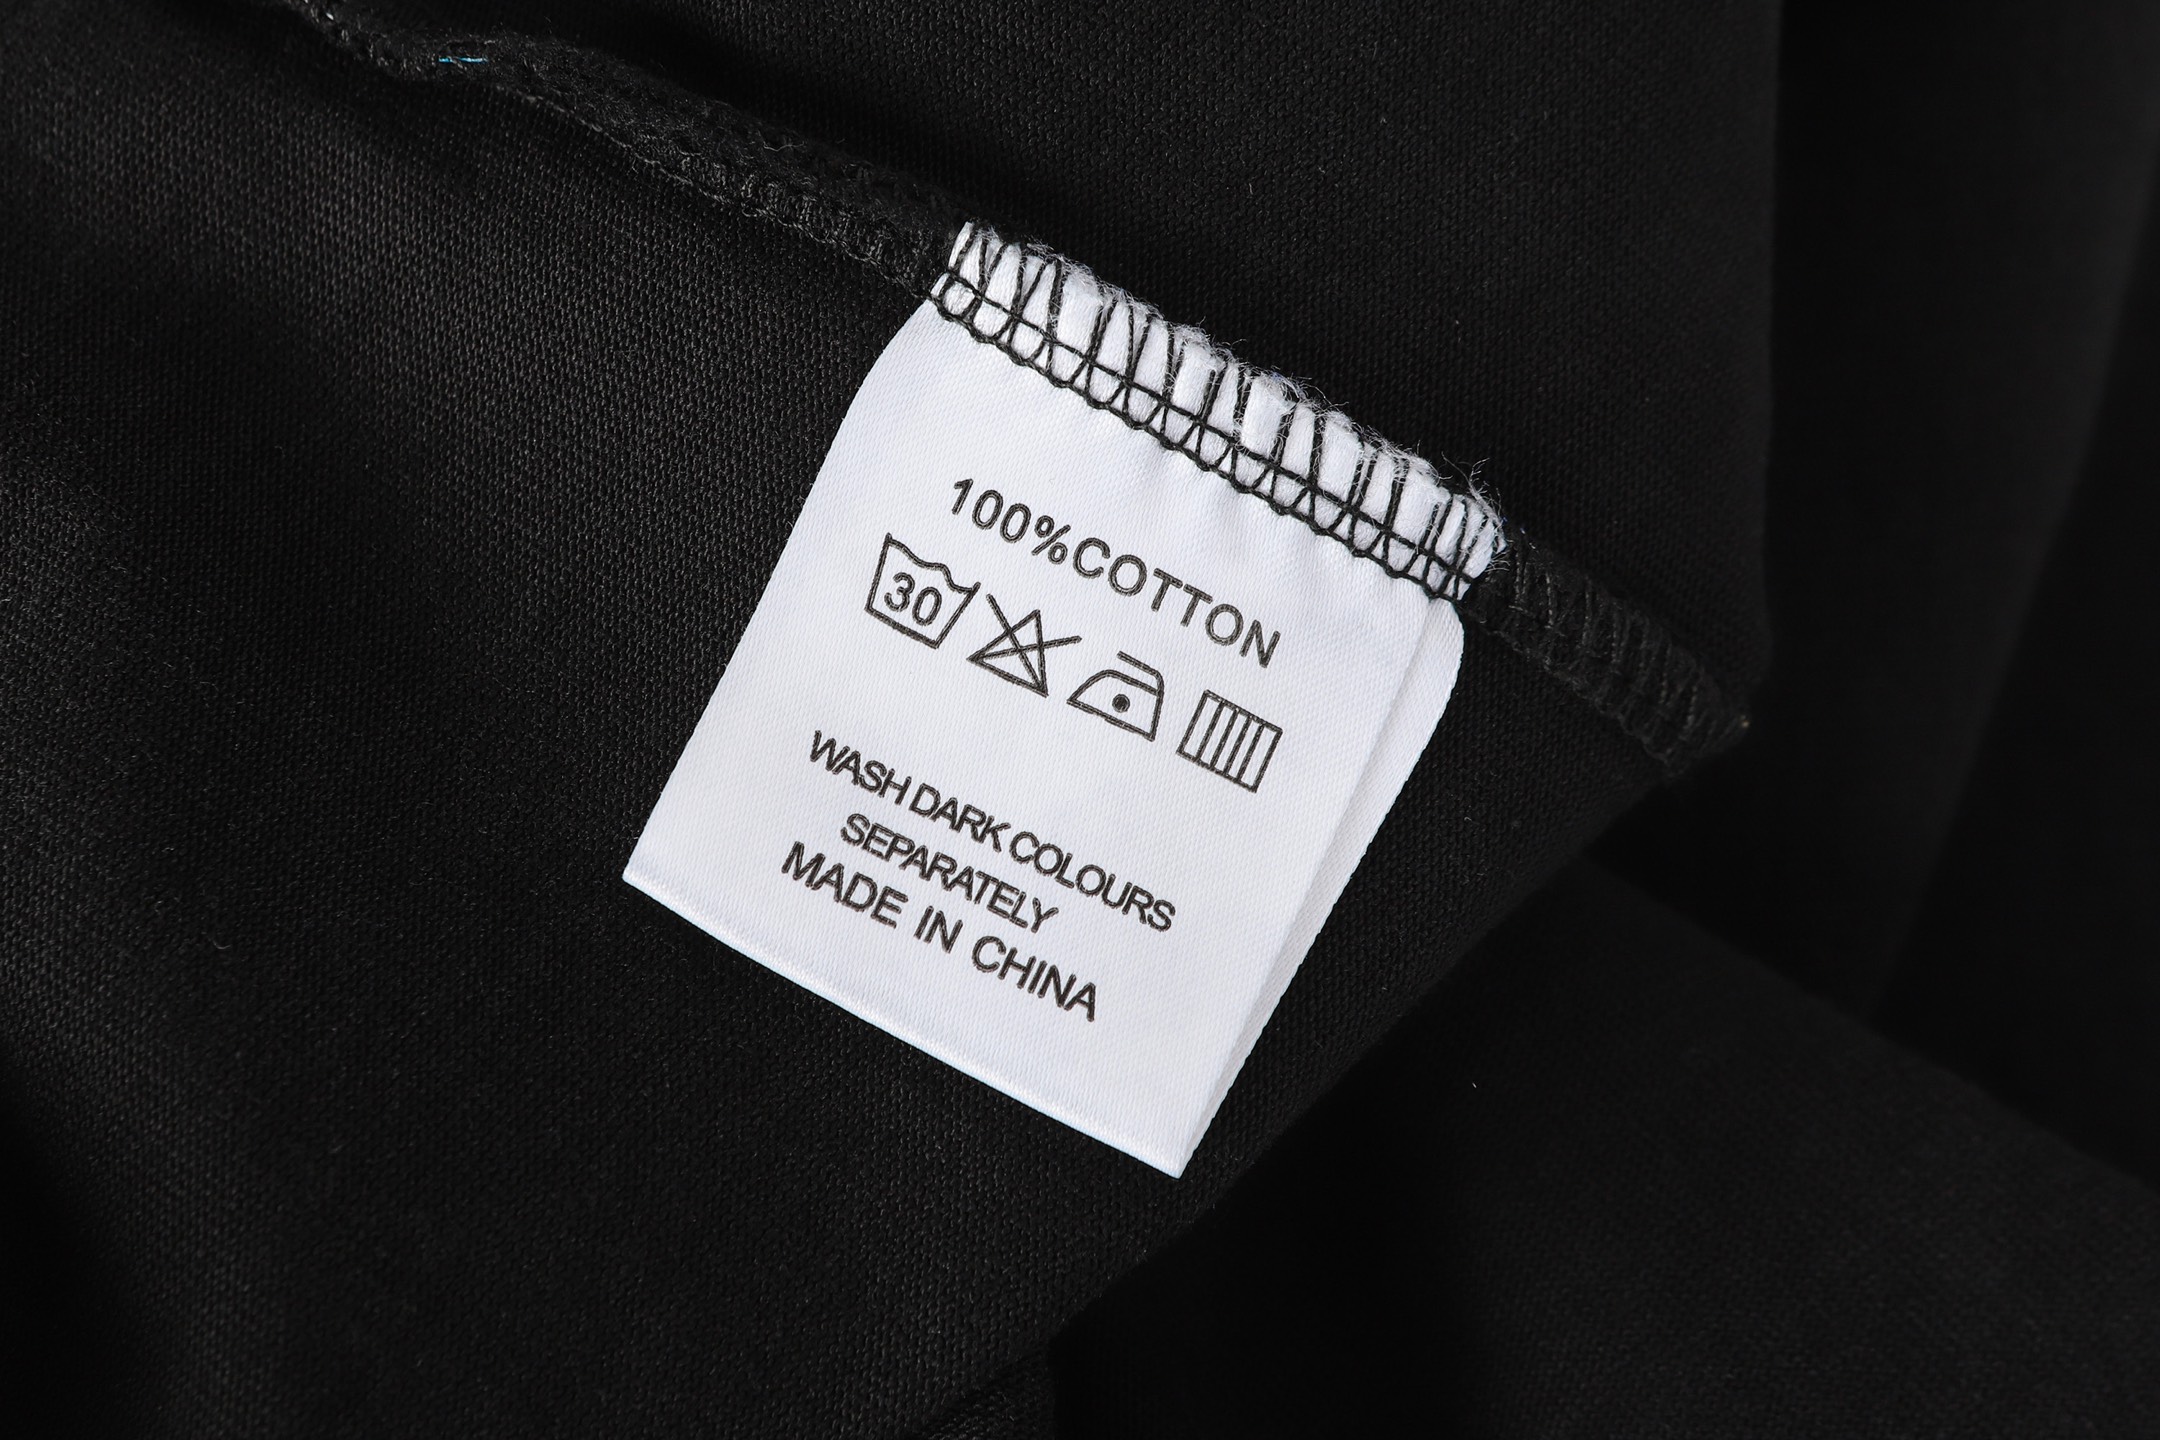 100%COTTON
30
WASH DARK COLOURS
SEPARATELY
MADE IN CHINA